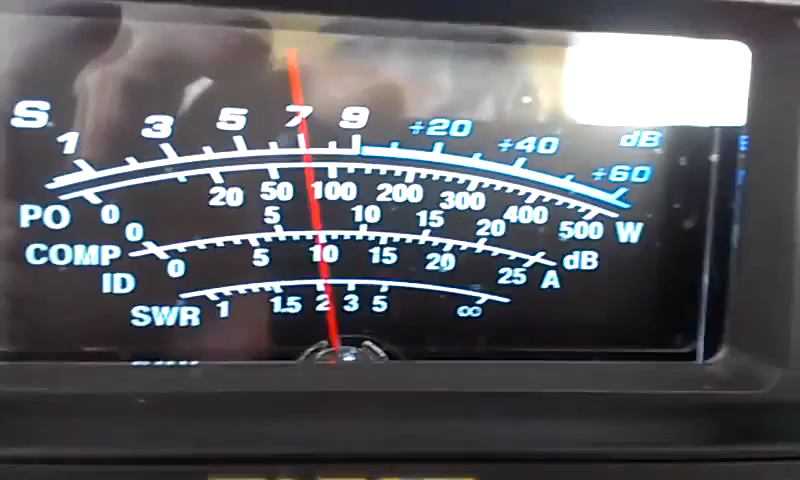 S 1 3 5 7 9 +20 +40 +60 dB
PO 0 20 50 100 200 300 400 500 W
COMP 0 5 10 15 20 dB
ID 0 5 10 15 20 25 A
SWR 1 1.5 2 3 5 ∞